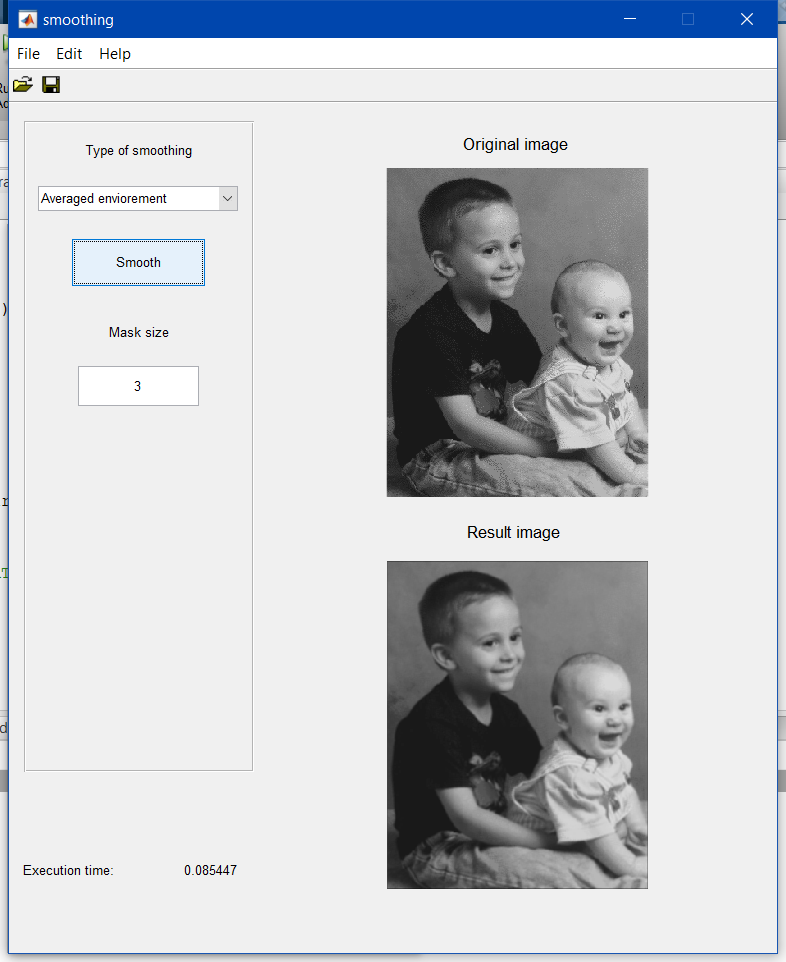 smoothing
File Edit Help
Type of smoothing
Averaged enviorement
Smooth
Mask size
3
Execution time: 0.085447
Original image
Result image